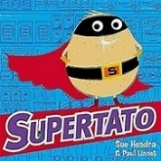 S
SUPERTATO
Sue Hendra
& Paul Linnet